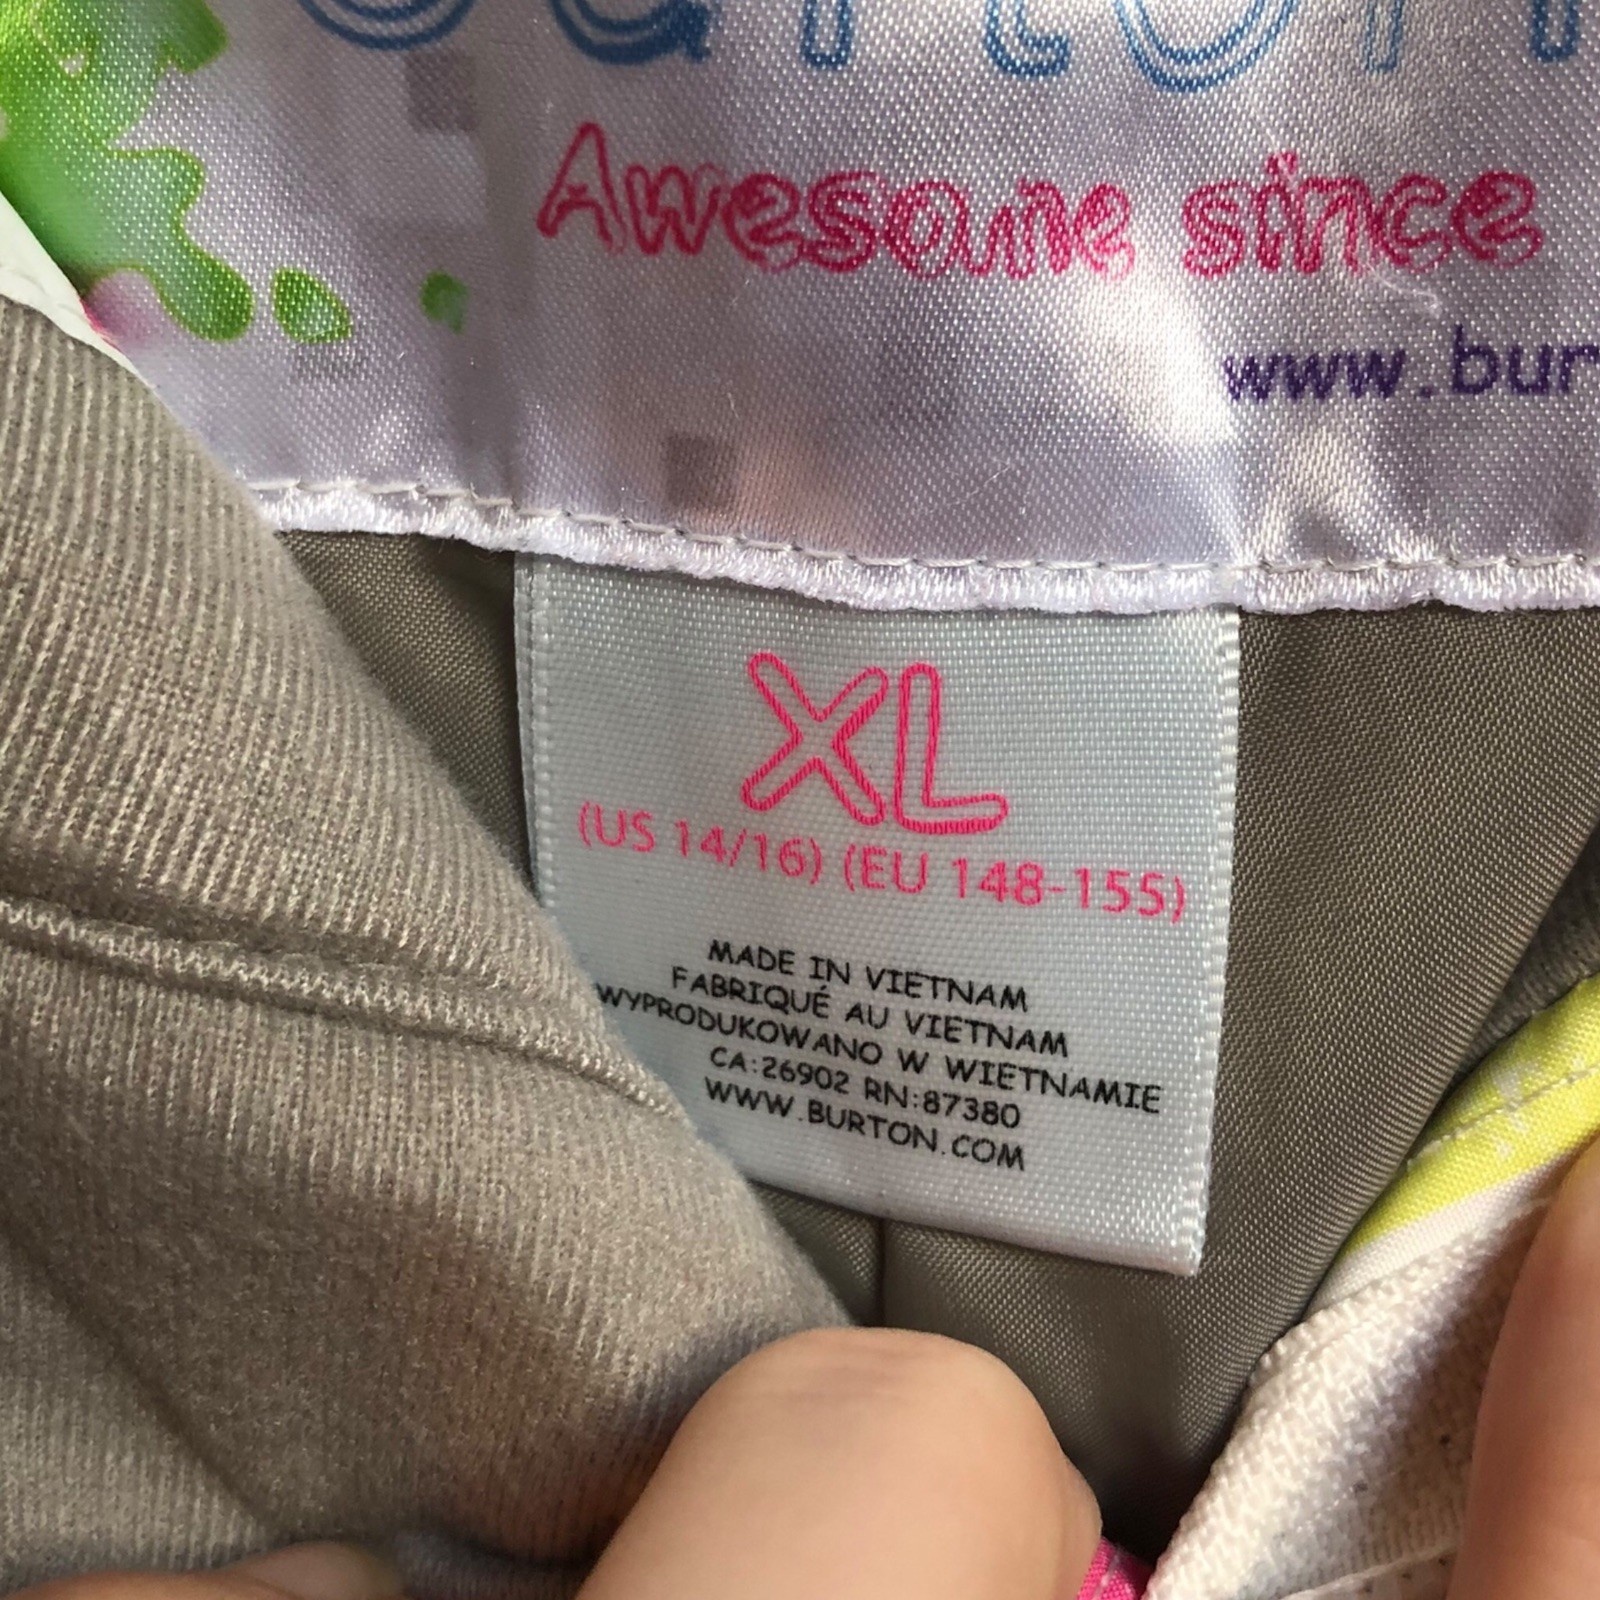 Burton
Awesome since
www.bur
XL
(US 14/16) (EU 148-155)
MADE IN VIETNAM
FABRIQUÉ AU VIETNAM
WYPRODUKOWANO W WIETNAMIE
CA:26902 RN:87380
WWW.BURTON.COM